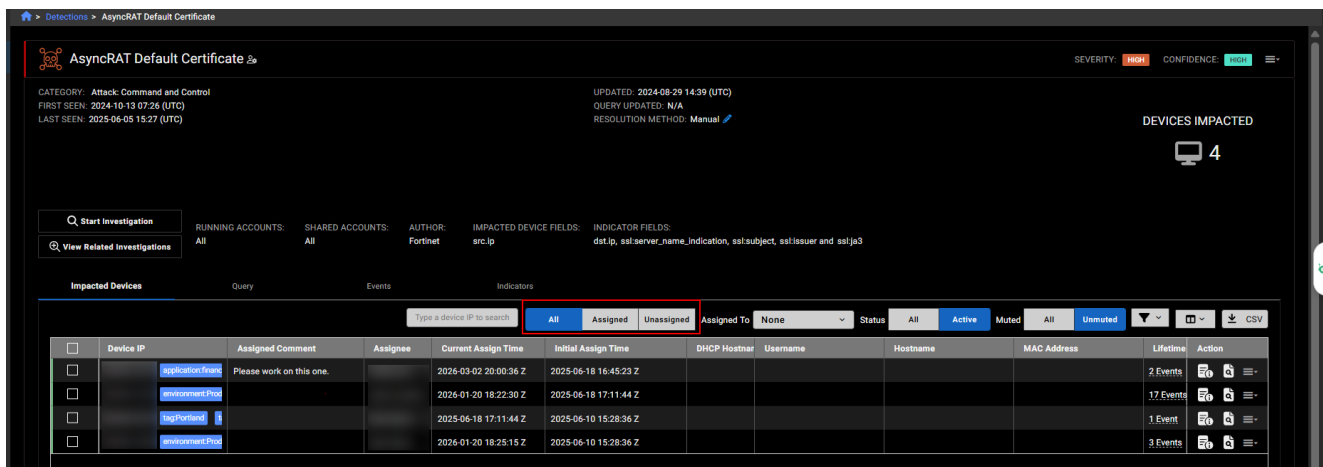 > Detections > AsyncRAT Default Certificate
AsyncRAT Default Certificate
SEVERITY: HIGH CONFIDENCE: HIGH
CATEGORY: Attack: Command and Control
FIRST SEEN: 2024-10-13 07:26 (UTC)
LAST SEEN: 2025-06-05 15:27 (UTC)
UPDATED: 2024-08-29 14:39 (UTC)
QUERY UPDATED: N/A
RESOLUTION METHOD: Manual
DEVICES IMPACTED
4
Start Investigation
View Related Investigations
RUNNING ACCOUNTS:
All
SHARED ACCOUNTS:
All
AUTHOR:
Fortinet
IMPACTED DEVICE FIELDS:
src.ip
INDICATOR FIELDS:
dst.ip, ssl:server_name_indication, ssl:subject, ssl:issuer and ssl:ja3
Impacted Devices Query Events Indicators
Type a device IP to search All Assigned Unassigned Assigned To None Status All Active Muted All Unmuted CSV
Device IP Assigned Comment Assignee Current Assign Time Initial Assign Time DHCP Hostnar Username Hostname MAC Address Lifetime Action
application:financ Please work on this one. 2026-03-02 20:00:36 Z 2025-06-18 16:45:23 Z 2 Events
environment:Prod 2026-01-20 18:22:30 Z 2025-06-18 17:11:44 Z 17 Events
tag:Portland 2025-06-18 17:11:44 Z 2025-06-10 15:28:36 Z 1 Event
environment:Prod 2026-01-20 18:25:15 Z 2025-06-10 15:28:36 Z 3 Events